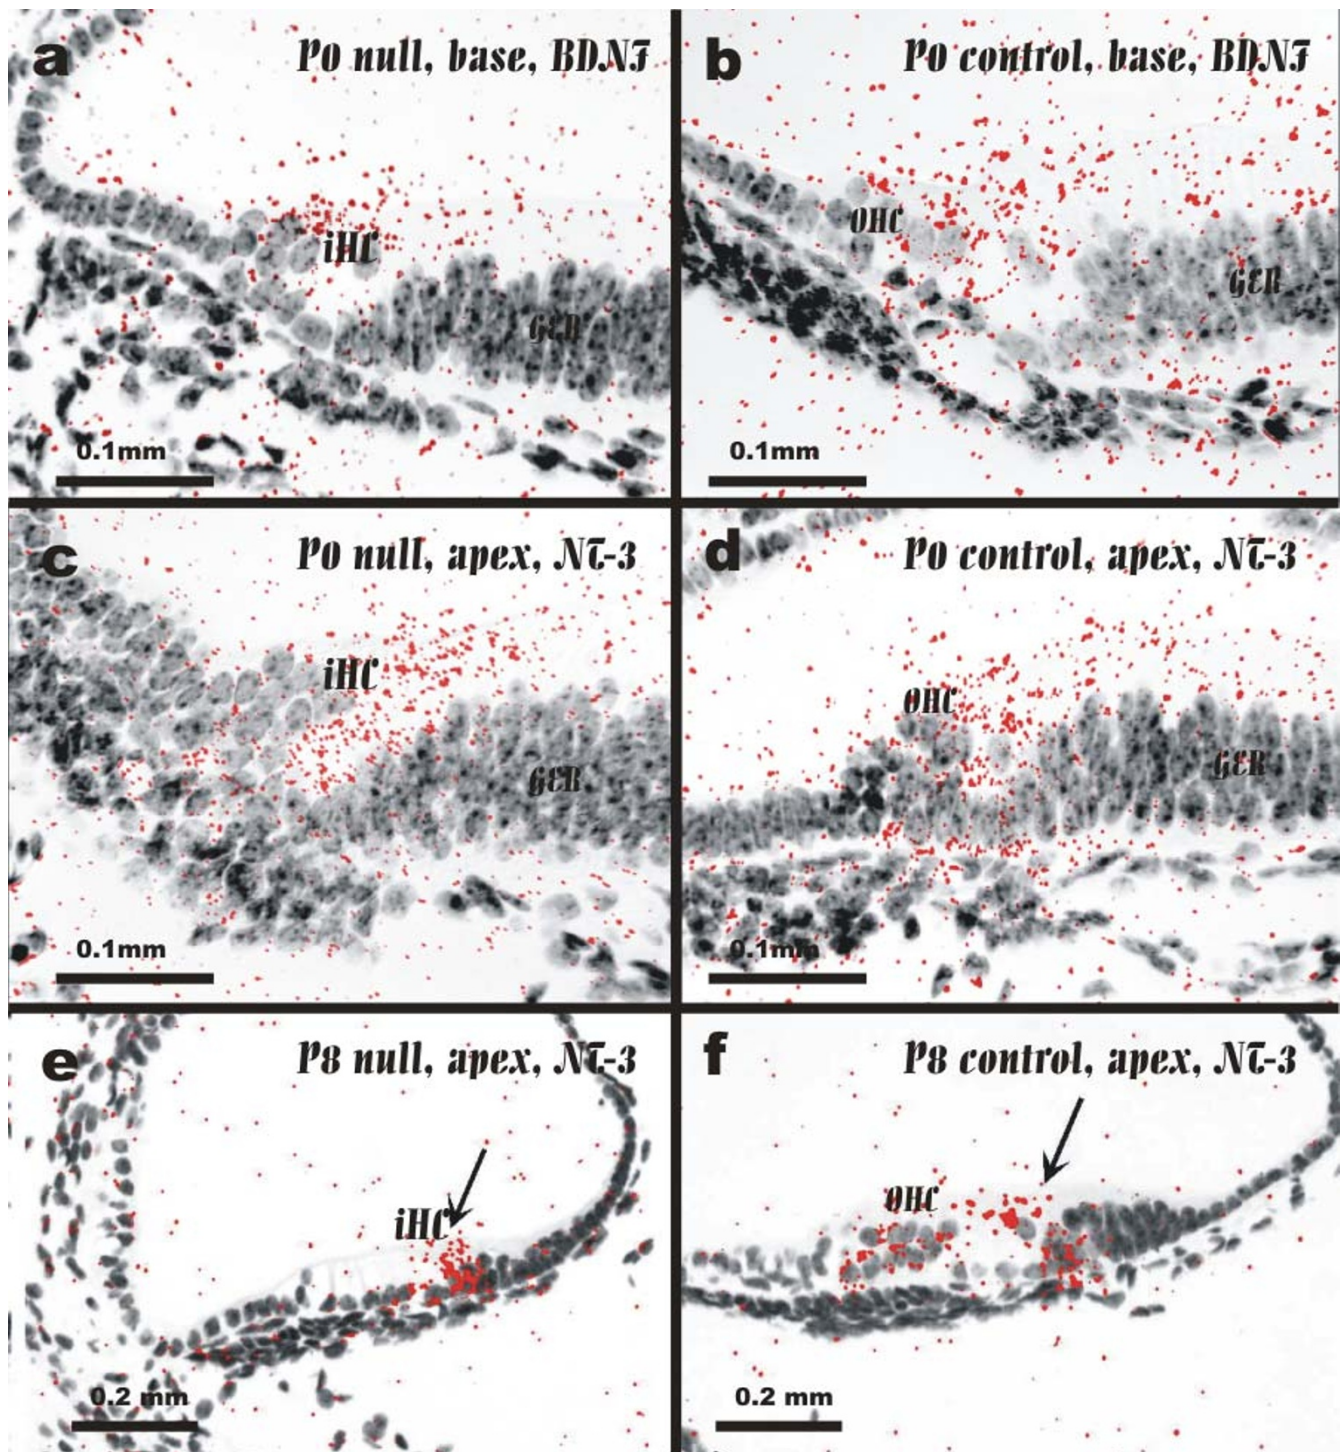 a
P0 null, base, BDNF
iHC
GER
0.1mm
b
P0 control, base, BDNF
OHC
GER
0.1mm
c
P0 null, apex, NT-3
iHC
GER
0.1mm
d
P0 control, apex, NT-3
OHC
GER
0.1mm
e
P8 null, apex, NT-3
iHC
0.2 mm
f
P8 control, apex, NT-3
OHC
0.2 mm